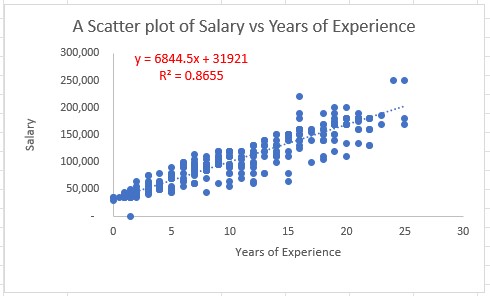 A Scatter plot of Salary vs Years of Experience
y = 6844.5x + 31921
R² = 0.8655
Salary
300,000
250,000
200,000
150,000
100,000
50,000
-
0 5 10 15 20 25 30
Years of Experience